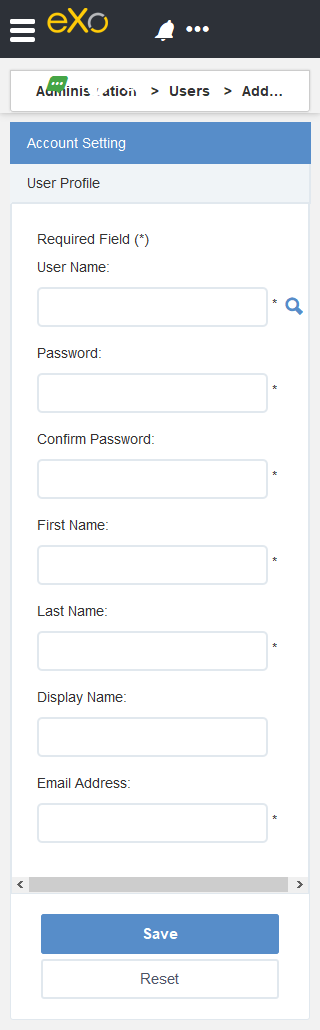 eXo
Adminis ation > Users > Add...
Account Setting
User Profile
Required Field (*)
User Name:
*
Password:
*
Confirm Password:
*
First Name:
*
Last Name:
*
Display Name:
Email Address:
*
Save
Reset